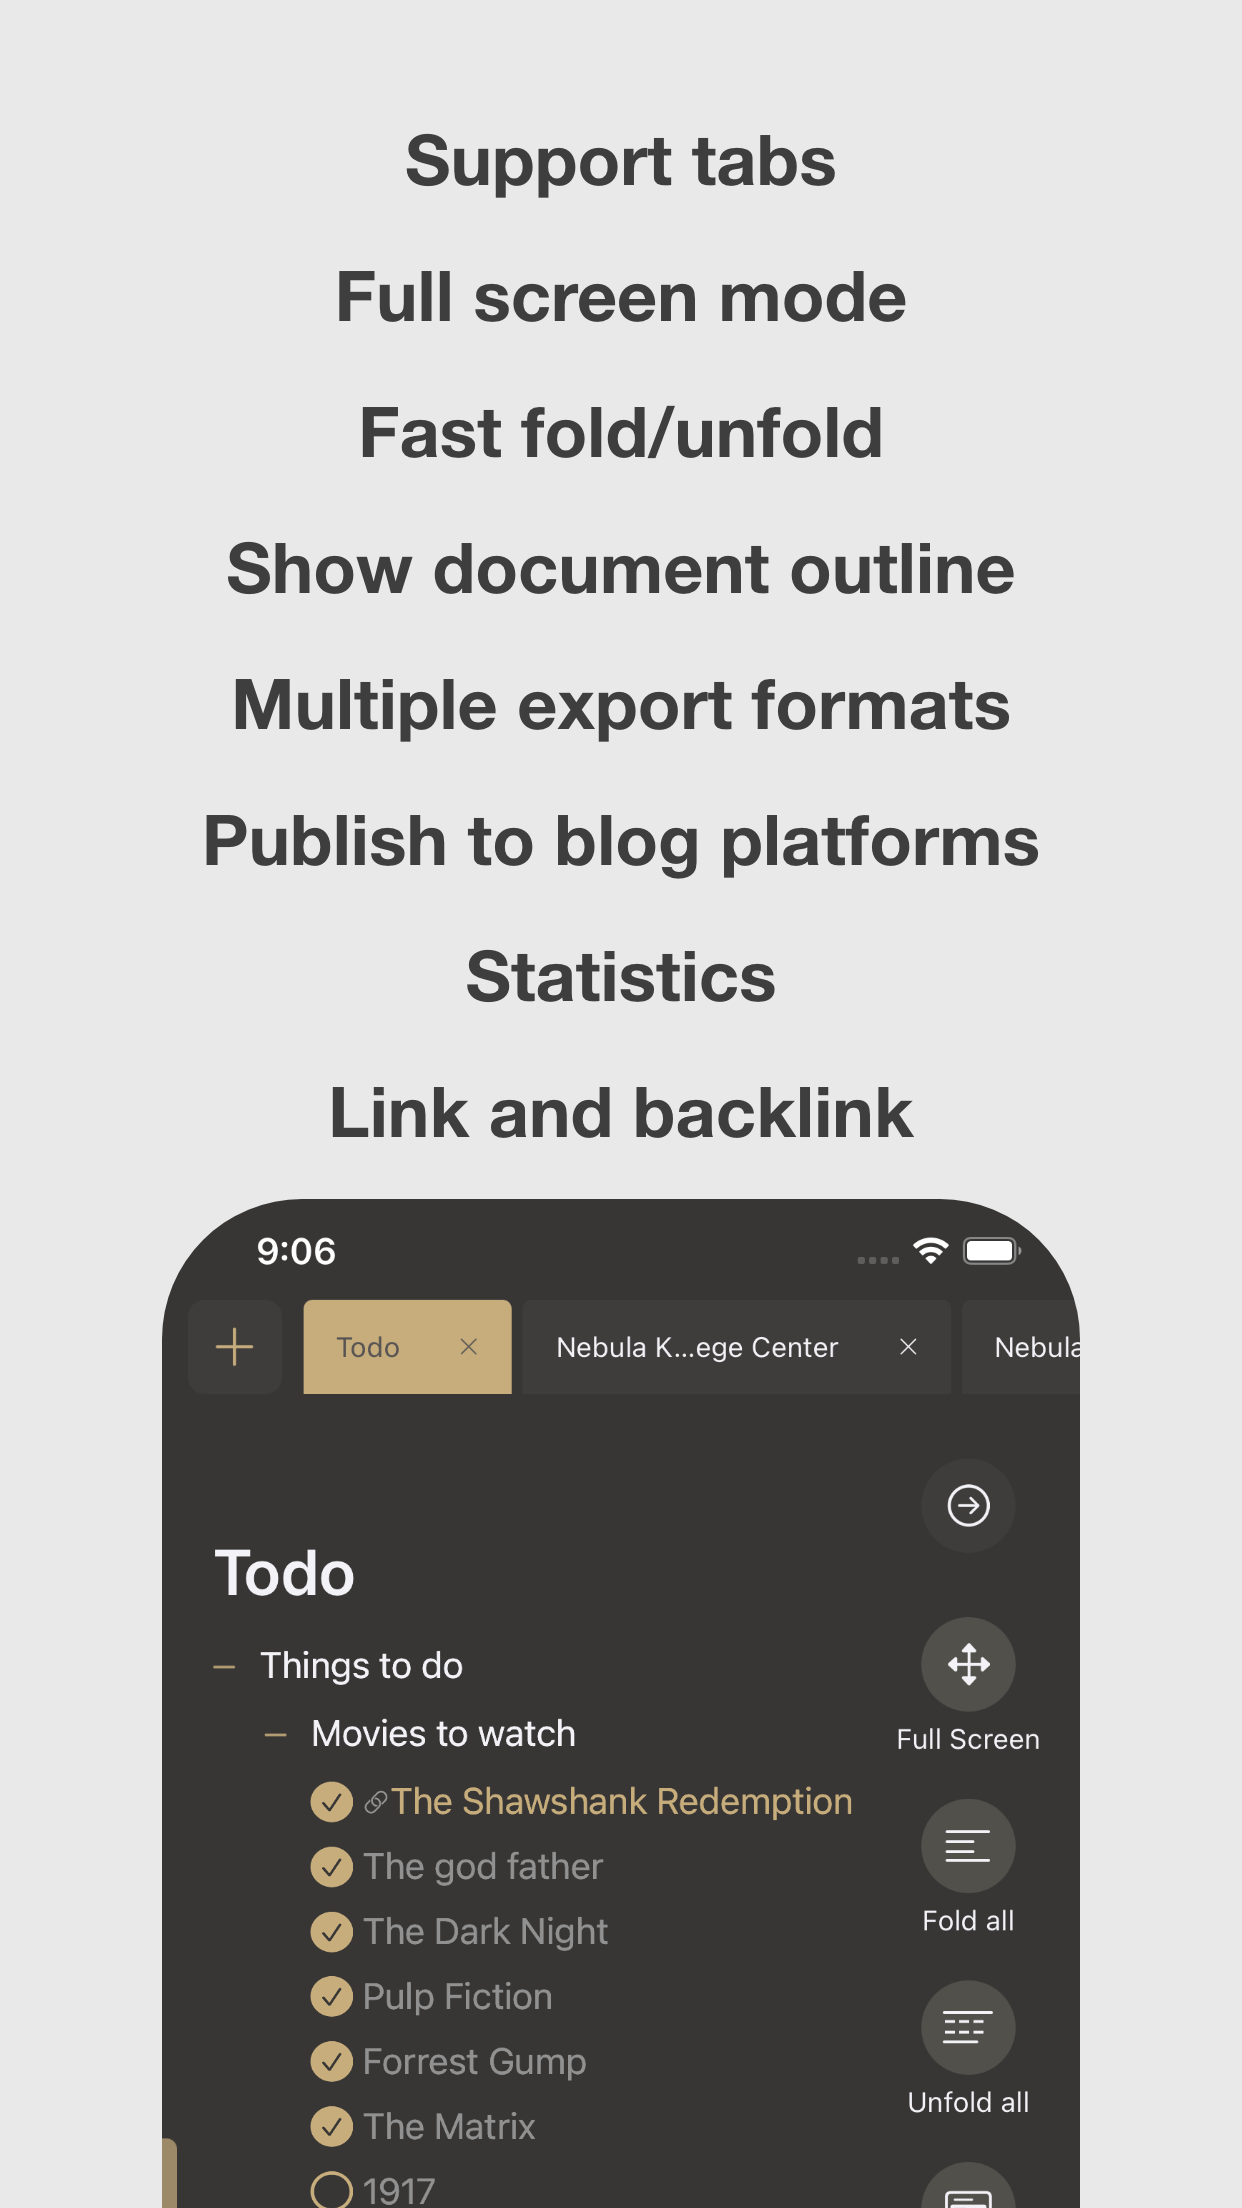 Support tabs
Full screen mode
Fast fold/unfold
Show document outline
Multiple export formats
Publish to blog platforms
Statistics
Link and backlink
9:06
Todo
Nebula K...ege Center
Nebula
Todo
Things to do
Movies to watch
The Shawshank Redemption
The god father
The Dark Night
Pulp Fiction
Forrest Gump
The Matrix
1917
Full Screen
Fold all
Unfold all